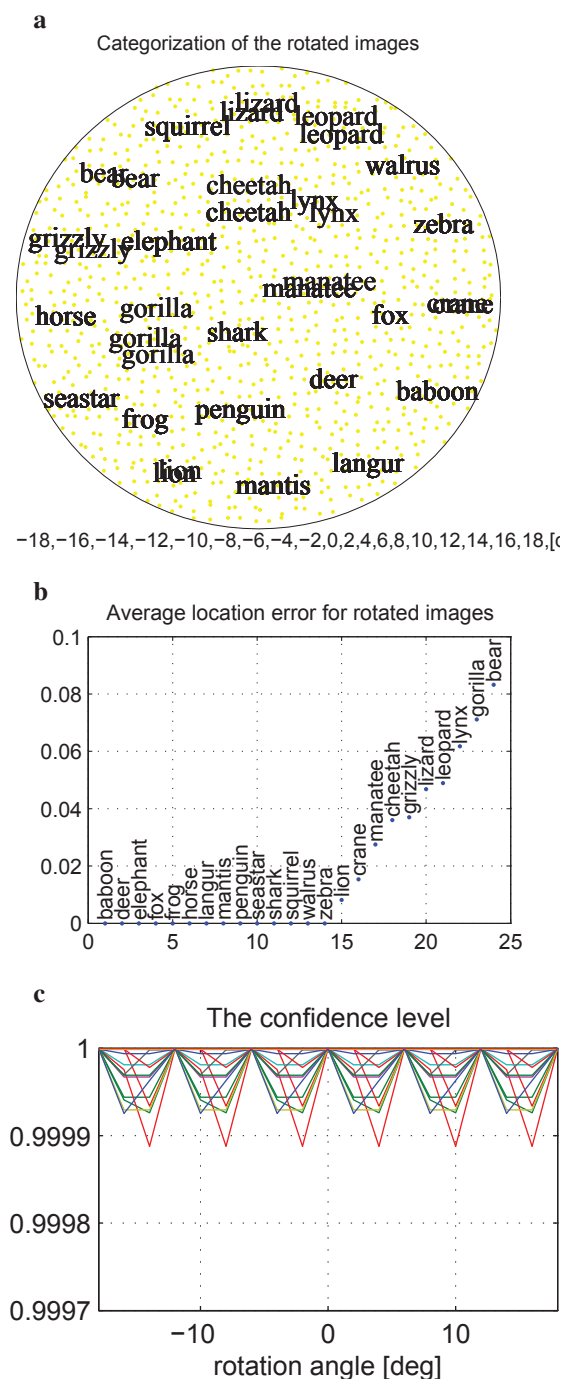 a
Categorization of the rotated images
lizard
lizard
leopard
squirrel
leopard
walrus
bear
bear
cheetah
lynx
cheetah
lynx
zebra
grizzly
elephant
grizzly
manatee
manatee
crane
crane
gorilla
horse
fox
shark
gorilla
gorilla
deer
seastar
baboon
penguin
frog
langur
lion
lion
mantis
−18,−16,−14,−12,−10,−8,−6,−4,−2,0,2,4,6,8,10,12,14,16,18,[
b
Average location error for rotated images
0.1
0.08
0.06
0.04
0.02
0
baboon
deer
elephant
fox
frog
horse
langur
mantis
penguin
seastar
shark
squirrel
walrus
zebra
lion
crane
manatee
cheetah
grizzly
lizard
leopard
lynx
gorilla
bear
0 5 10 15 20 25
c
The confidence level
1
0.9999
0.9998
0.9997
−10 0 10
rotation angle [deg]